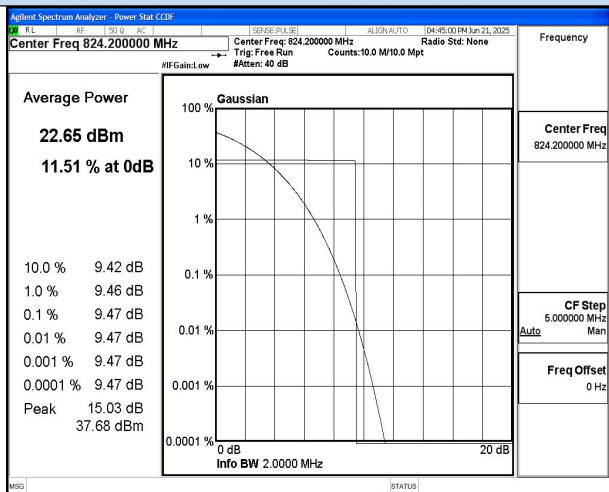 Agilent Spectrum Analyzer - Power Stat CCDF
RL RF 50 Ω AC SENSE:PULSE ALIGN AUTO 04:45:00 PM Jun 21, 2025
Center Freq 824.200000 MHz
Center Freq: 824.200000 MHz Radio Std: None
Trig: Free Run Counts:10.0 M/10.0 Mpt
#IFGain:Low #Atten: 40 dB
Frequency
Average Power
22.65 dBm
11.51 % at 0dB
10.0 % 9.42 dB
1.0 % 9.46 dB
0.1 % 9.47 dB
0.01 % 9.47 dB
0.001 % 9.47 dB
0.0001 % 9.47 dB
Peak 15.03 dB
37.68 dBm
Gaussian
100 %
10 %
1 %
0.1 %
0.01 %
0.001 %
0.0001 %
0 dB 20 dB
Info BW 2.0000 MHz
Center Freq
824.200000 MHz
CF Step
5.000000 MHz
Auto Man
Freq Offset
0 Hz
MSG STATUS